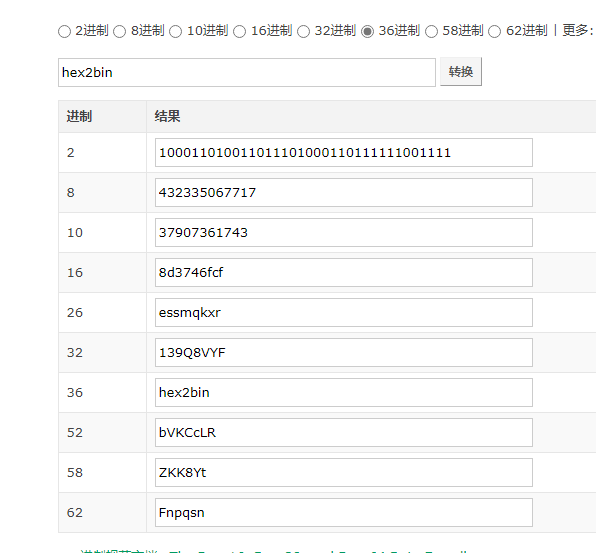 2进制 8进制 10进制 16进制 32进制 36进制 58进制 62进制 | 更多:
hex2bin 转换
进制 结果
2 100011010011011101000110111111001111
8 432335067717
10 37907361743
16 8d3746fcf
26 essmqkxr
32 139Q8VYF
36 hex2bin
52 bVKCcLR
58 ZKK8Yt
62 Fnpqsn